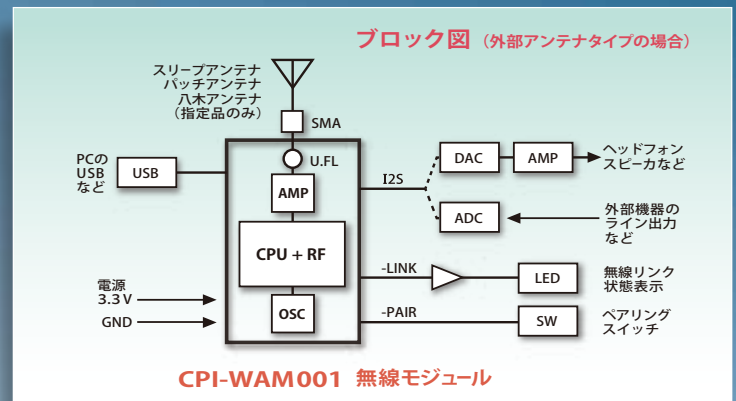 ブロック図（外部アンテナタイプの場合）
スリーブアンテナ
パッチアンテナ
八木アンテナ
（指定品のみ）
SMA
U.FL
PCの
USB
など
USB
AMP
CPU + RF
OSC
電源
3.3 V
GND
I2S
DAC
AMP
ヘッドフォン
スピーカなど
ADC
外部機器の
ライン出力
など
-LINK
LED
無線リンク
状態表示
-PAIR
SW
ペアリング
スイッチ
CPI-WAM001 無線モジュール